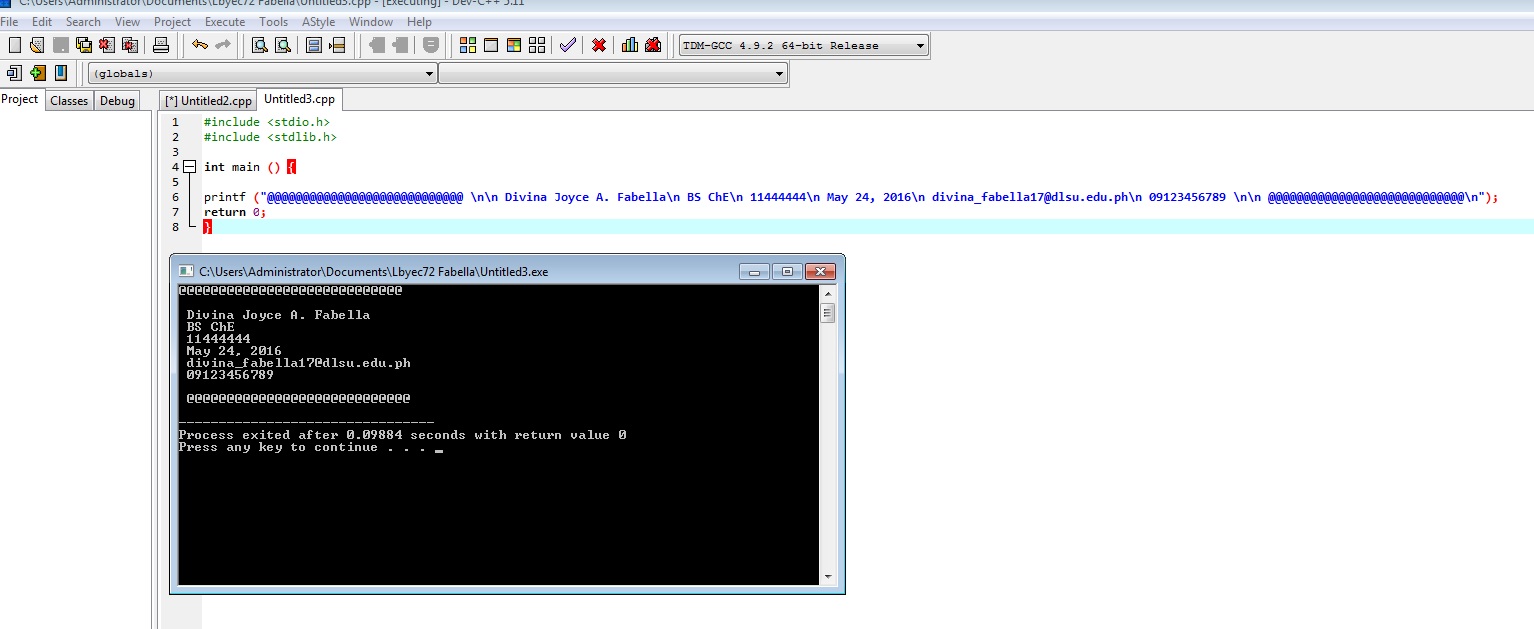 C:\Users\Administrator\Documents\Lbyec72 Fabella\Untitled3.cpp - [Executing] - Dev-C++ 5.11
File Edit Search View Project Execute Tools AStyle Window Help
TDM-GCC 4.9.2 64-bit Release
(globals)
Project Classes Debug [*] Untitled2.cpp Untitled3.cpp
1 #include <stdio.h>
2 #include <stdlib.h>
3
4 int main () {
5
6 printf ("@@@@@@@@@@@@@@@@@@@@@@@@@@@@ \n\n Divina Joyce A. Fabella\n BS ChE\n 11444444\n May 24, 2016\n divina_fabella17@dlsu.edu.ph\n 09123456789 \n\n @@@@@@@@@@@@@@@@@@@@@@@@@@@@\n");
7 return 0;
8 }
C:\Users\Administrator\Documents\Lbyec72 Fabella\Untitled3.exe
@@@@@@@@@@@@@@@@@@@@@@@@@@@@
Divina Joyce A. Fabella
BS ChE
11444444
May 24, 2016
divina_fabella17@dlsu.edu.ph
09123456789
@@@@@@@@@@@@@@@@@@@@@@@@@@@@
--------------------------------
Process exited after 0.09884 seconds with return value 0
Press any key to continue . . . _